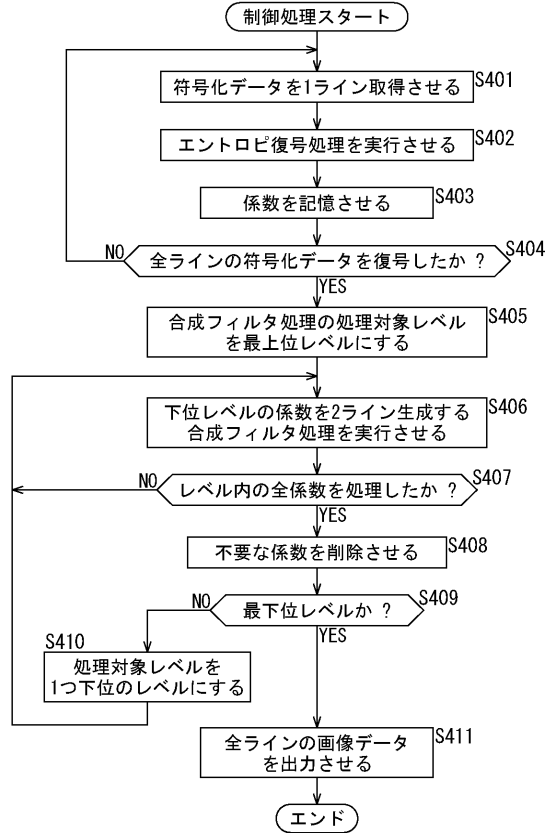 制御処理スタート
符号化データを1ライン取得させる
S401
エントロピ復号処理を実行させる
S402
係数を記憶させる
S403
全ラインの符号化データを復号したか ?
S404
NO
YES
合成フィルタ処理の処理対象レベル
を最上位レベルにする
S405
下位レベルの係数を2ライン生成する
合成フィルタ処理を実行させる
S406
レベル内の全係数を処理したか ?
S407
NO
YES
不要な係数を削除させる
S408
最下位レベルか ?
S409
NO
YES
S410
処理対象レベルを
1つ下位のレベルにする
全ラインの画像データ
を出力させる
S411
エンド